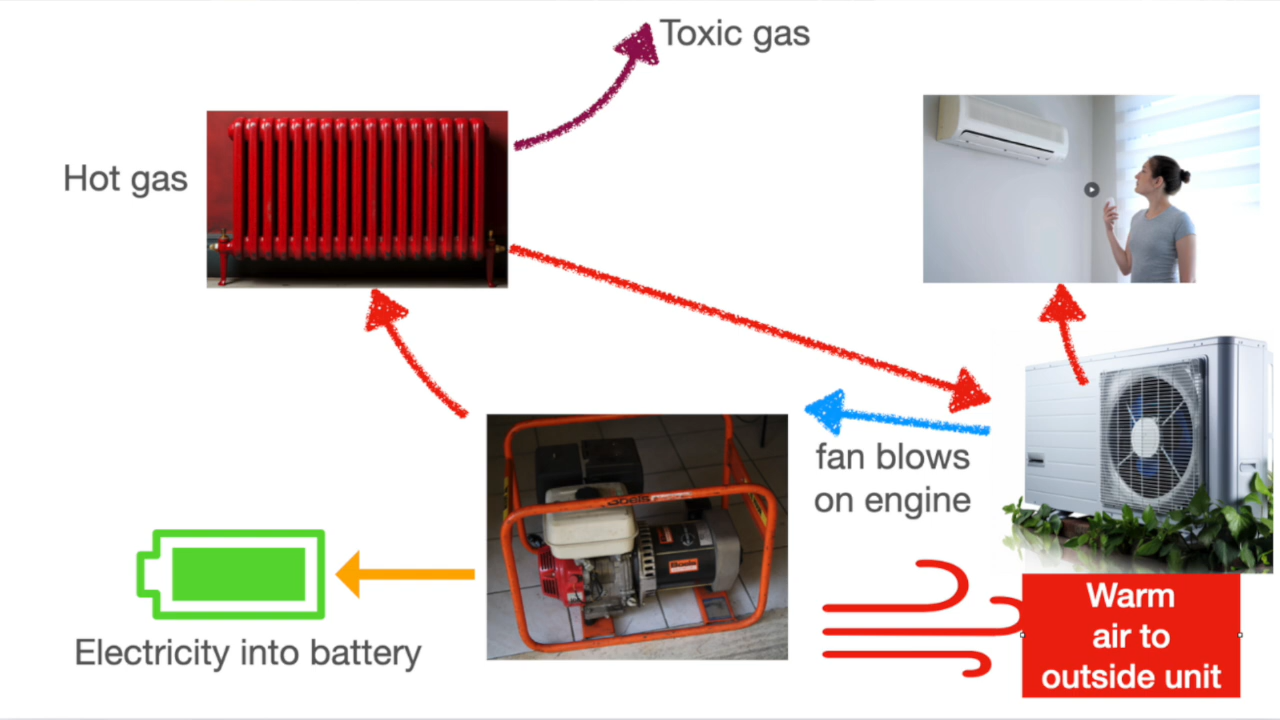 Toxic gas
Hot gas
fan blows
on engine
Electricity into battery
Warm
air to
outside unit